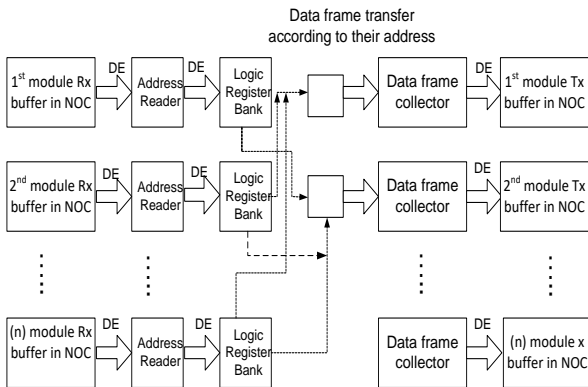 Data frame transfer
according to their address
DE
DE
DE
1st module Rx
buffer in NOC
Address
Reader
Logic
Register
Bank
Data frame
collector
1st module Tx
buffer in NOC
DE
DE
DE
2nd module Rx
buffer in NOC
Address
Reader
Logic
Register
Bank
Data frame
collector
2nd module Tx
buffer in NOC
DE
DE
DE
(n) module Rx
buffer in NOC
Address
Reader
Logic
Register
Bank
Data frame
collector
(n) module x
buffer in NOC